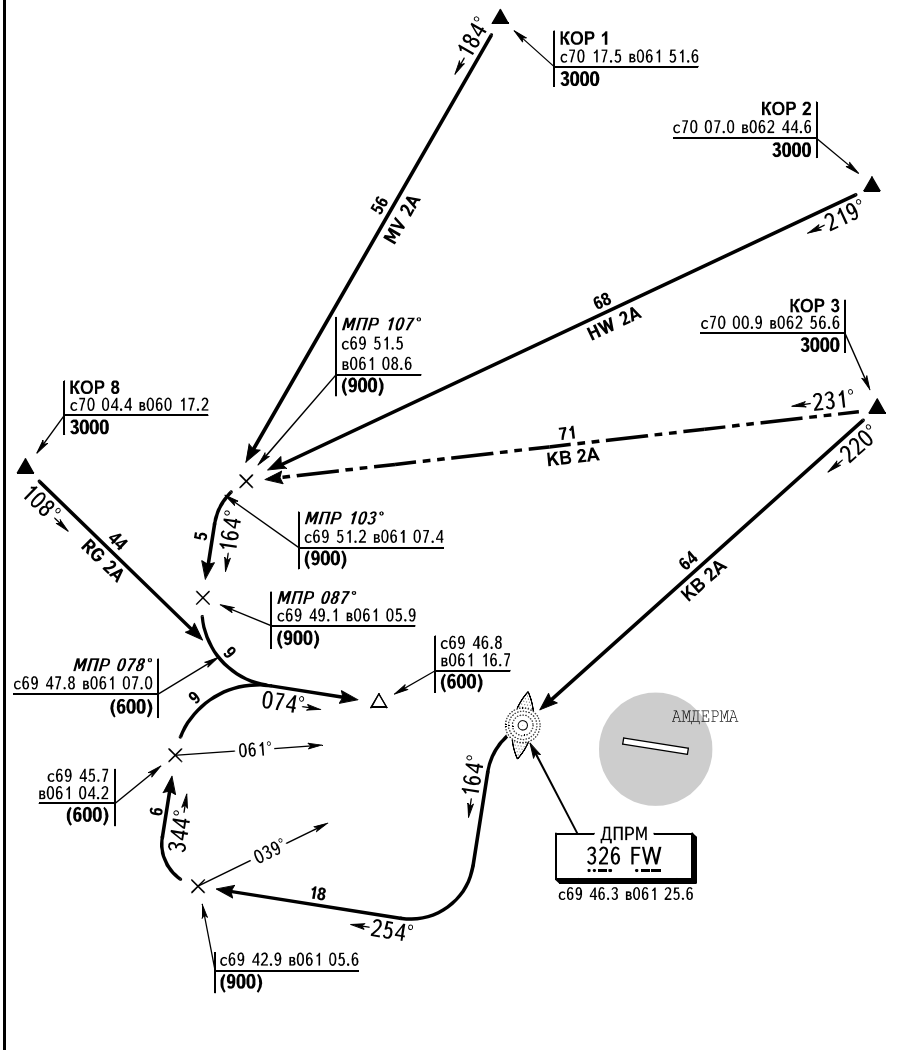 184°
КОР 1
с70 17.5 в061 51.6
3000
КОР 2
с70 07.0 в062 44.6
3000
219°
56
MV 2A
68
HW 2A
КОР 3
с70 00.9 в062 56.6
3000
МПР 107°
с69 51.5
в061 08.6
(900)
КОР 8
с70 04.4 в060 17.2
3000
231°
71
KB 2A
220°
108°
44
RG 2A
5
164°
МПР 103°
с69 51.2 в061 07.4
(900)
64
KB 2A
МПР 087°
с69 49.1 в061 05.9
(900)
9
с69 46.8
в061 16.7
(600)
МПР 078°
с69 47.8 в061 07.0
(600)
9
074°
АМДЕРМА
061°
164°
с69 45.7
в061 04.2
(600)
6
344°
039°
ДПРМ
326 FW
с69 46.3 в061 25.6
18
254°
с69 42.9 в061 05.6
(900)